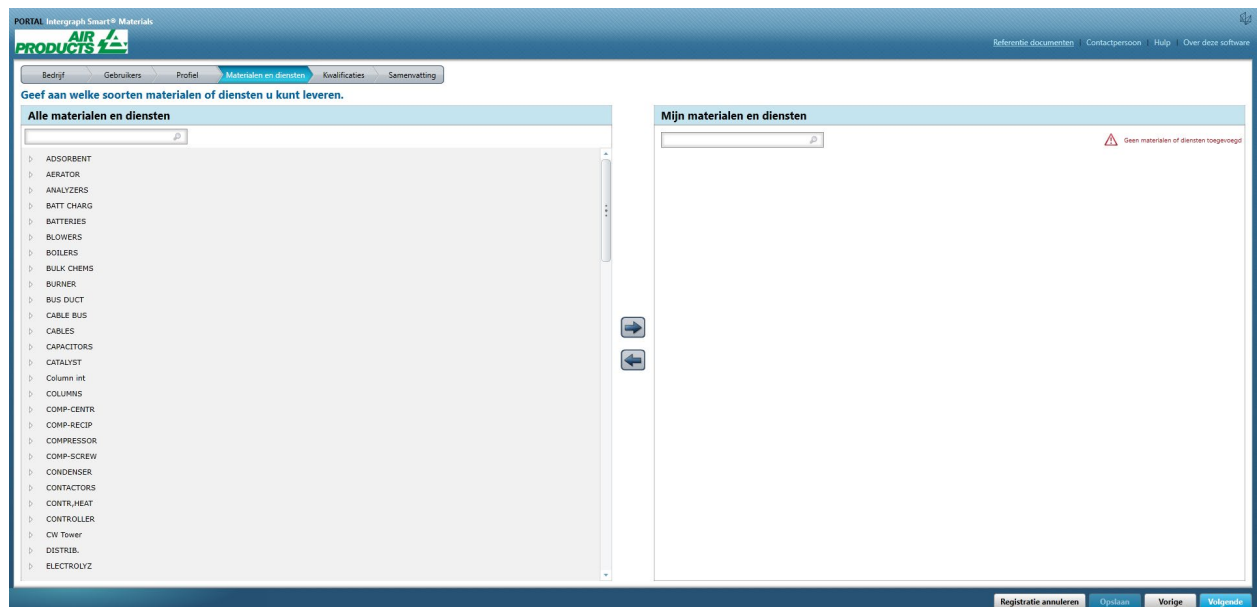 PORTAL Intergraph Smart® Materials
AIR
PRODUCTS
Referentie documenten | Contactpersoon | Hulp | Over deze software
Bedrijf Gebruikers Profiel Materialen en diensten Kwalificaties Samenvatting
Geef aan welke soorten materialen of diensten u kunt leveren.
Alle materialen en diensten
Mijn materialen en diensten
Geen materialen of diensten toegevoegd
ADSORBENT
AERATOR
ANALYZERS
BATT CHARG
BATTERIES
BLOWERS
BOILERS
BULK CHEMS
BURNER
BUS DUCT
CABLE BUS
CABLES
CAPACITORS
CATALYST
Column int
COLUMNS
COMP-CENTR
COMP-RECIP
COMPRESSOR
COMP-SCREW
CONDENSER
CONTACTORS
CONTR,HEAT
CONTROLLER
CW Tower
DISTRIB.
ELECTROLYZ
Registratie annuleren Opslaan Vorige Volgende